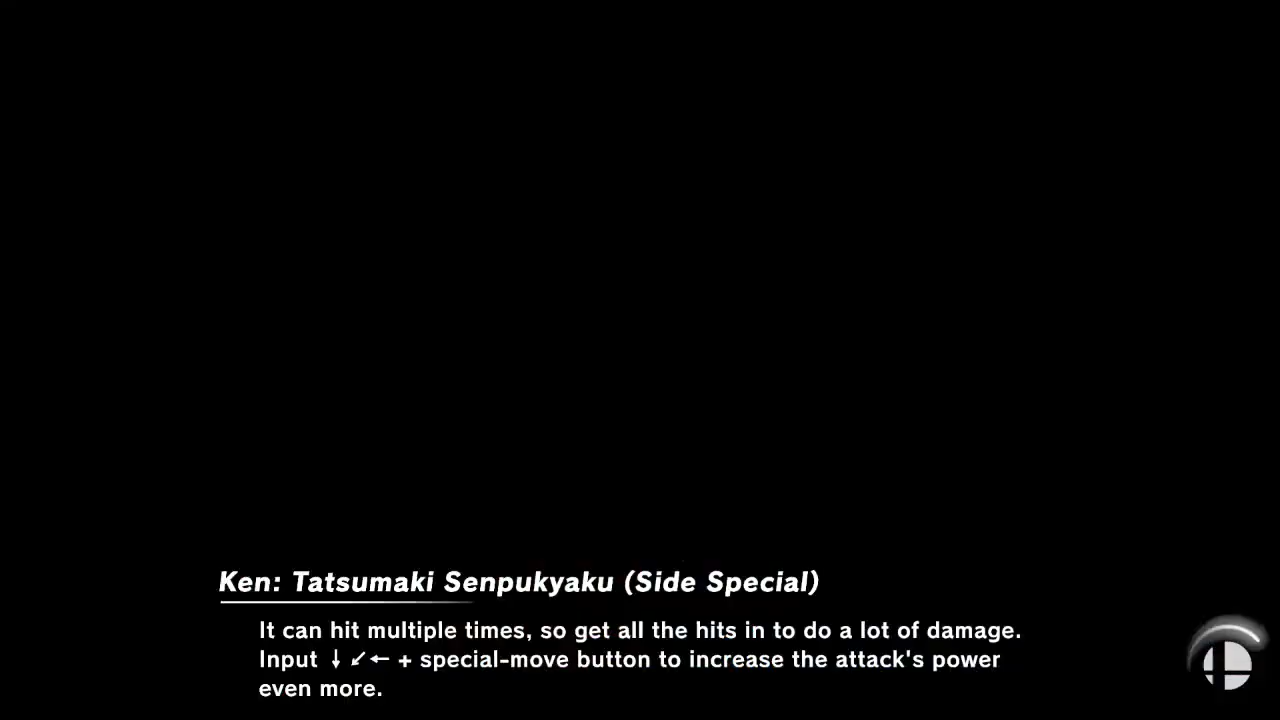 Ken: Tatsumaki Senpukyaku (Side Special)
It can hit multiple times, so get all the hits in to do a lot of damage.
Input ↓↙← + special-move button to increase the attack's power
even more.